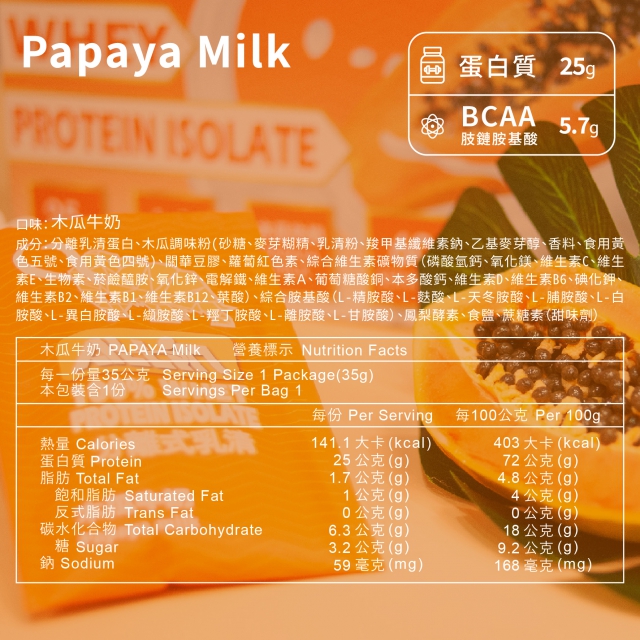 Papaya Milk
蛋白質 25g
BCAA
肢鏈胺基酸 5.7g
WHEY
PROTEIN ISOLATE
口味:木瓜牛奶
成分:分離乳清蛋白、木瓜調味粉(砂糖、麥芽糊精、乳清粉、羧甲基纖維素鈉、乙基麥芽醇、香料、食用黃
色五號、食用黃色四號)、關華豆膠、蘿蔔紅色素、綜合維生素礦物質(磷酸氫鈣、氧化鎂、維生素C、維生
素E、生物素、菸鹼醯胺、氧化鋅、電解鐵、維生素A、葡萄糖酸銅、本多酸鈣、維生素D、維生素B6、碘化鉀、
維生素B2、維生素B1、維生素B12、葉酸)、綜合胺基酸(L-精胺酸、L-麩酸、L-天冬胺酸、L-脯胺酸、L-白
胺酸、L-異白胺酸、L-纈胺酸、L-羥丁胺酸、L-離胺酸、L-甘胺酸)、鳳梨酵素、食鹽、蔗糖素(甜味劑)
木瓜牛奶 PAPAYA Milk 營養標示 Nutrition Facts
每一份量35公克 Serving Size 1 Package(35g)
本包裝含1份 Servings Per Bag 1
每份 Per Serving 每100公克 Per 100g
熱量 Calories 141.1 大卡 (kcal) 403 大卡 (kcal)
蛋白質 Protein 25 公克 (g) 72 公克 (g)
脂肪 Total Fat 1.7 公克 (g) 4.8 公克 (g)
飽和脂肪 Saturated Fat 1 公克 (g) 4 公克 (g)
反式脂肪 Trans Fat 0 公克 (g) 0 公克 (g)
碳水化合物 Total Carbohydrate 6.3 公克 (g) 18 公克 (g)
糖 Sugar 3.2 公克 (g) 9.2 公克 (g)
鈉 Sodium 59 毫克 (mg) 168 毫克 (mg)